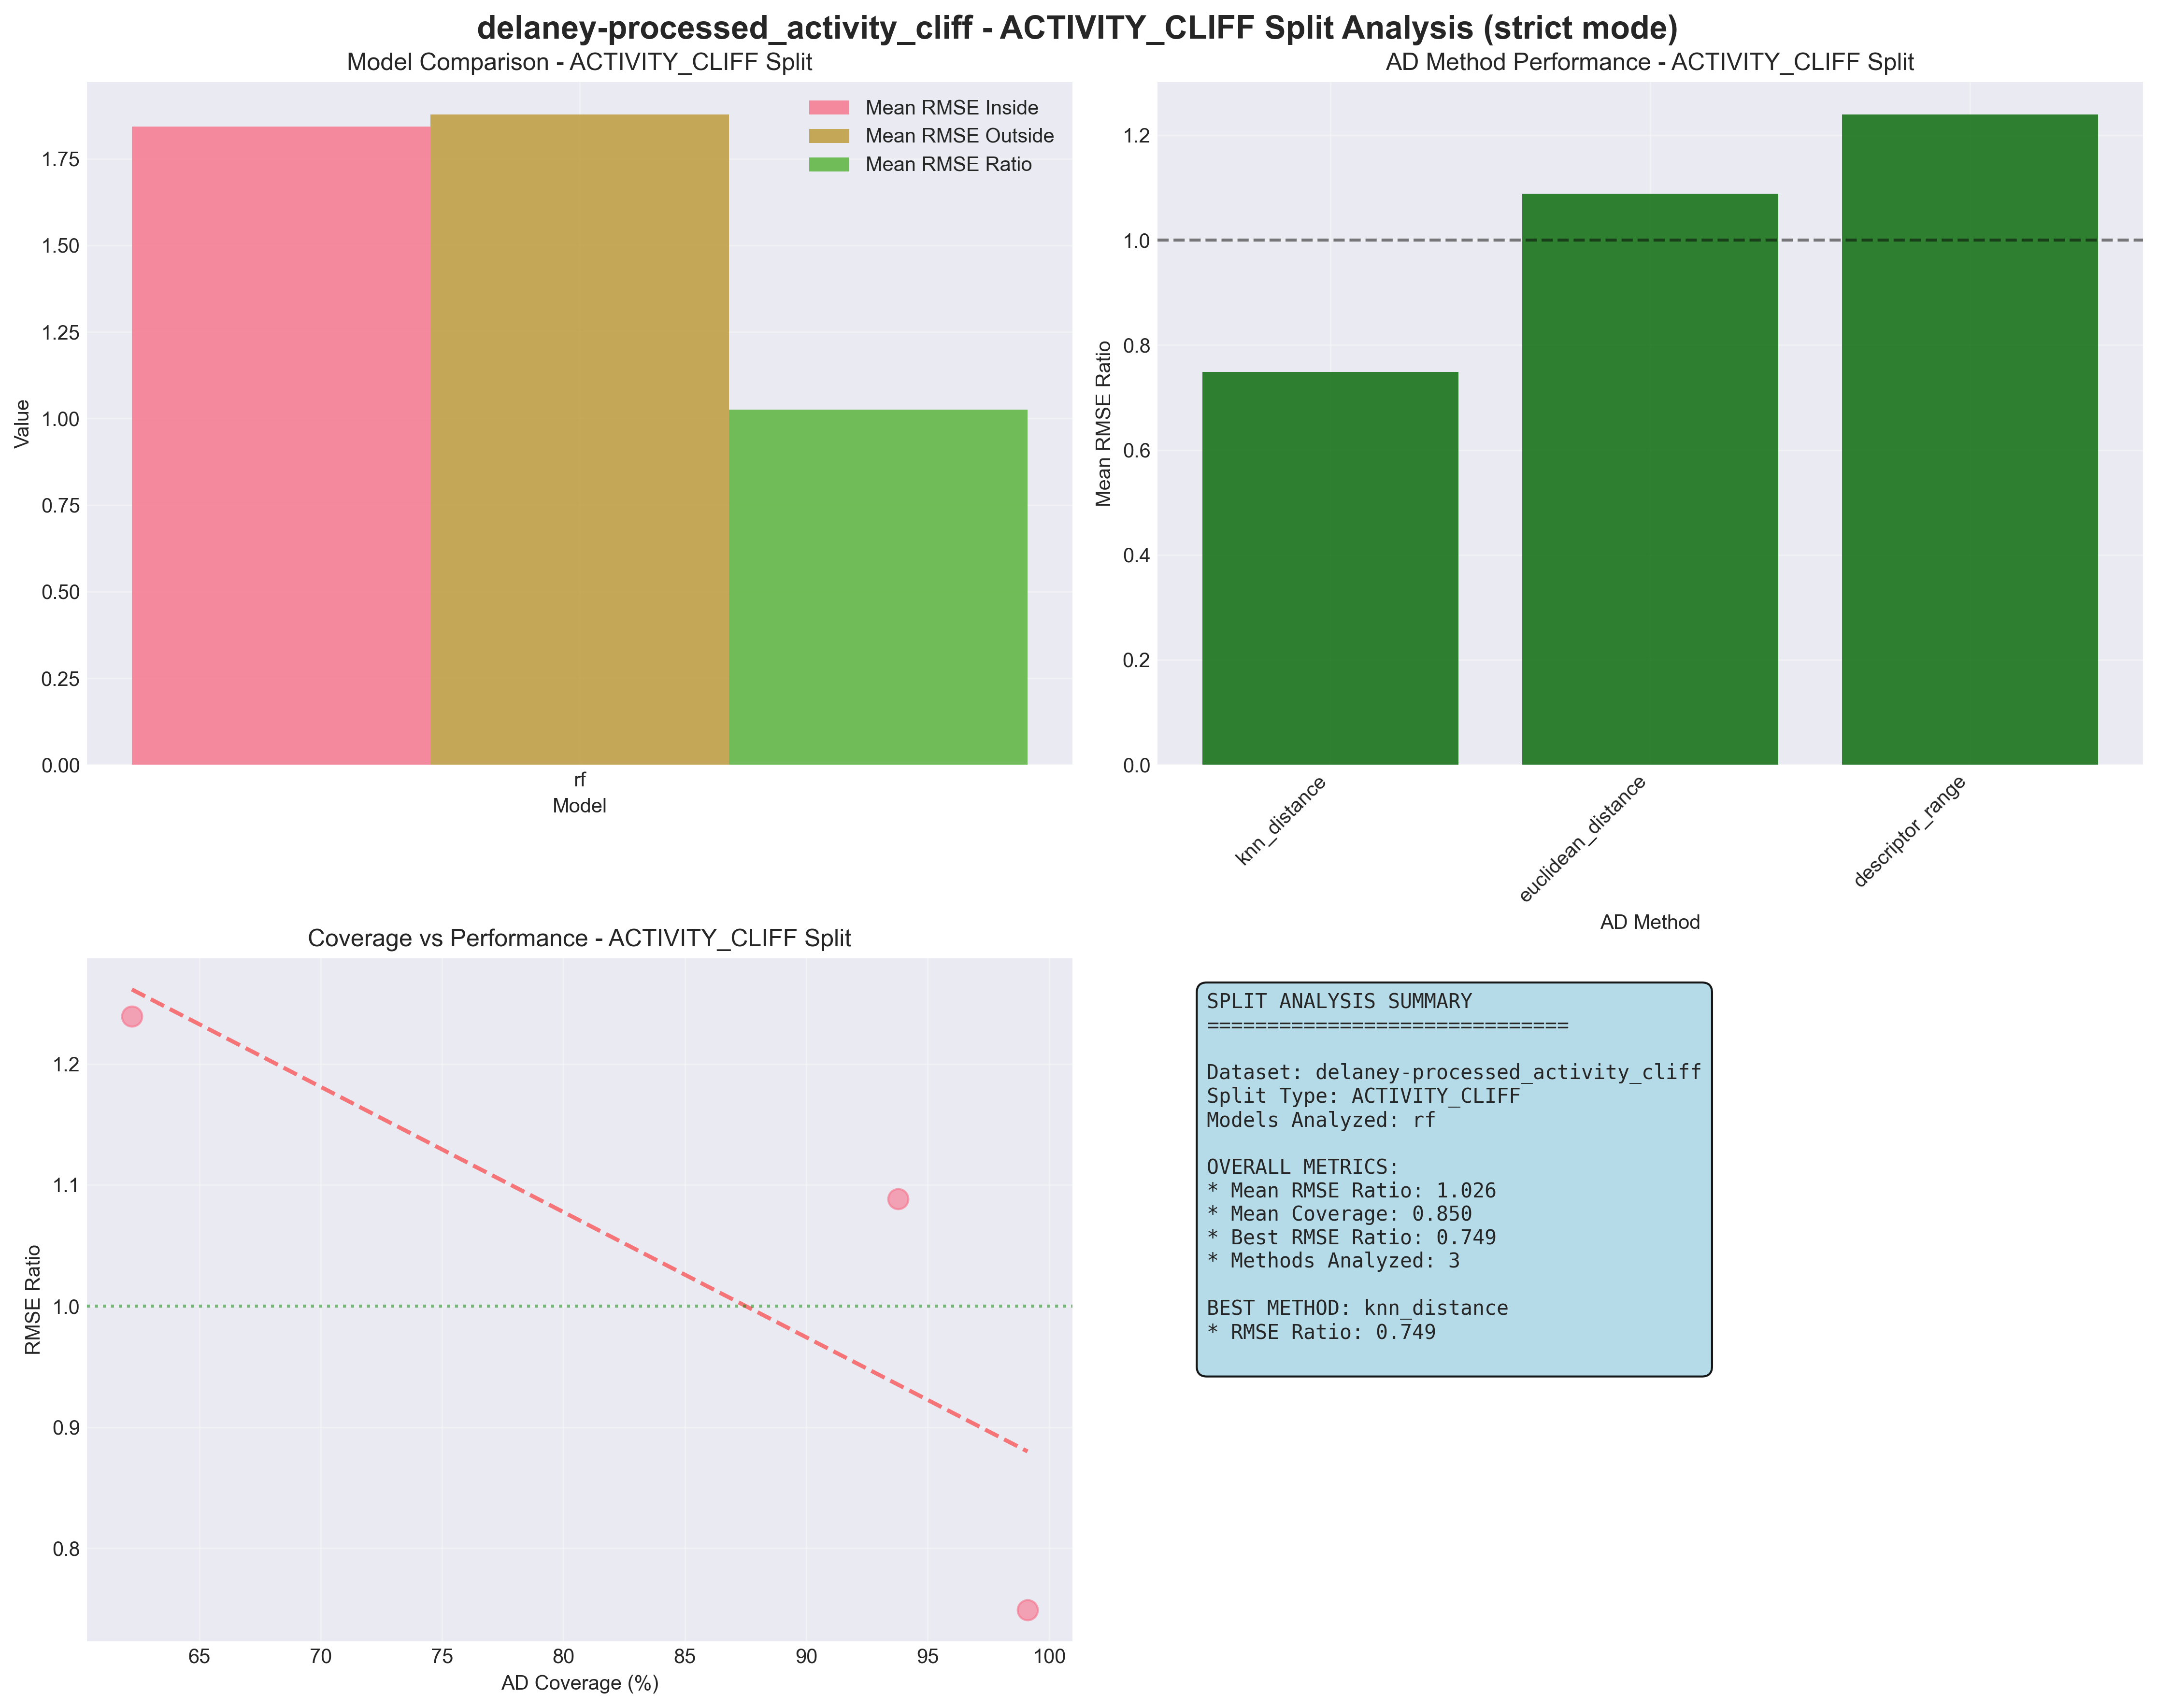 delaney-processed_activity_cliff - ACTIVITY_CLIFF Split Analysis (strict mode)
Model Comparison - ACTIVITY_CLIFF Split
Mean RMSE Inside
Mean RMSE Outside
Mean RMSE Ratio
Value
1.75
1.50
1.25
1.00
0.75
0.50
0.25
0.00
rf
Model
AD Method Performance - ACTIVITY_CLIFF Split
Mean RMSE Ratio
1.2
1.0
0.8
0.6
0.4
0.2
0.0
knn_distance
euclidean_distance
descriptor_range
AD Method
Coverage vs Performance - ACTIVITY_CLIFF Split
RMSE Ratio
1.2
1.1
1.0
0.9
0.8
65
70
75
80
85
90
95
100
AD Coverage (%)
SPLIT ANALYSIS SUMMARY
==============================
Dataset: delaney-processed_activity_cliff
Split Type: ACTIVITY_CLIFF
Models Analyzed: rf
OVERALL METRICS:
* Mean RMSE Ratio: 1.026
* Mean Coverage: 0.850
* Best RMSE Ratio: 0.749
* Methods Analyzed: 3
BEST METHOD: knn_distance
* RMSE Ratio: 0.749